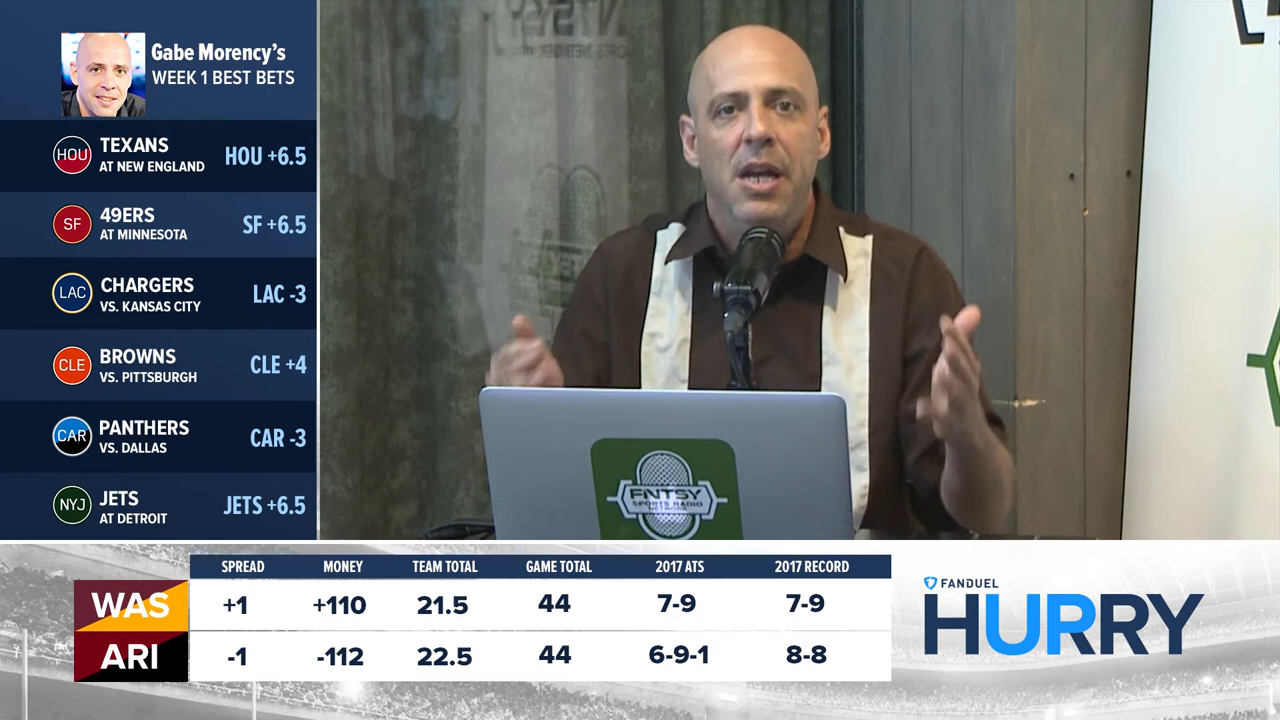 Gabe Morency's
WEEK 1 BEST BETS
HOU
TEXANS
AT NEW ENGLAND
HOU +6.5
SF
49ERS
AT MINNESOTA
SF +6.5
LAC
CHARGERS
VS. KANSAS CITY
LAC -3
CLE
BROWNS
VS. PITTSBURGH
CLE +4
CAR
PANTHERS
VS. DALLAS
CAR -3
NYJ
JETS
AT DETROIT
JETS +6.5
FNTSY
SPORTS RADIO
NETWORK
SPREAD MONEY TEAM TOTAL GAME TOTAL 2017 ATS 2017 RECORD
WAS +1 +110 21.5 44 7-9 7-9
ARI -1 -112 22.5 44 6-9-1 8-8
FANDUEL
HURRY UP